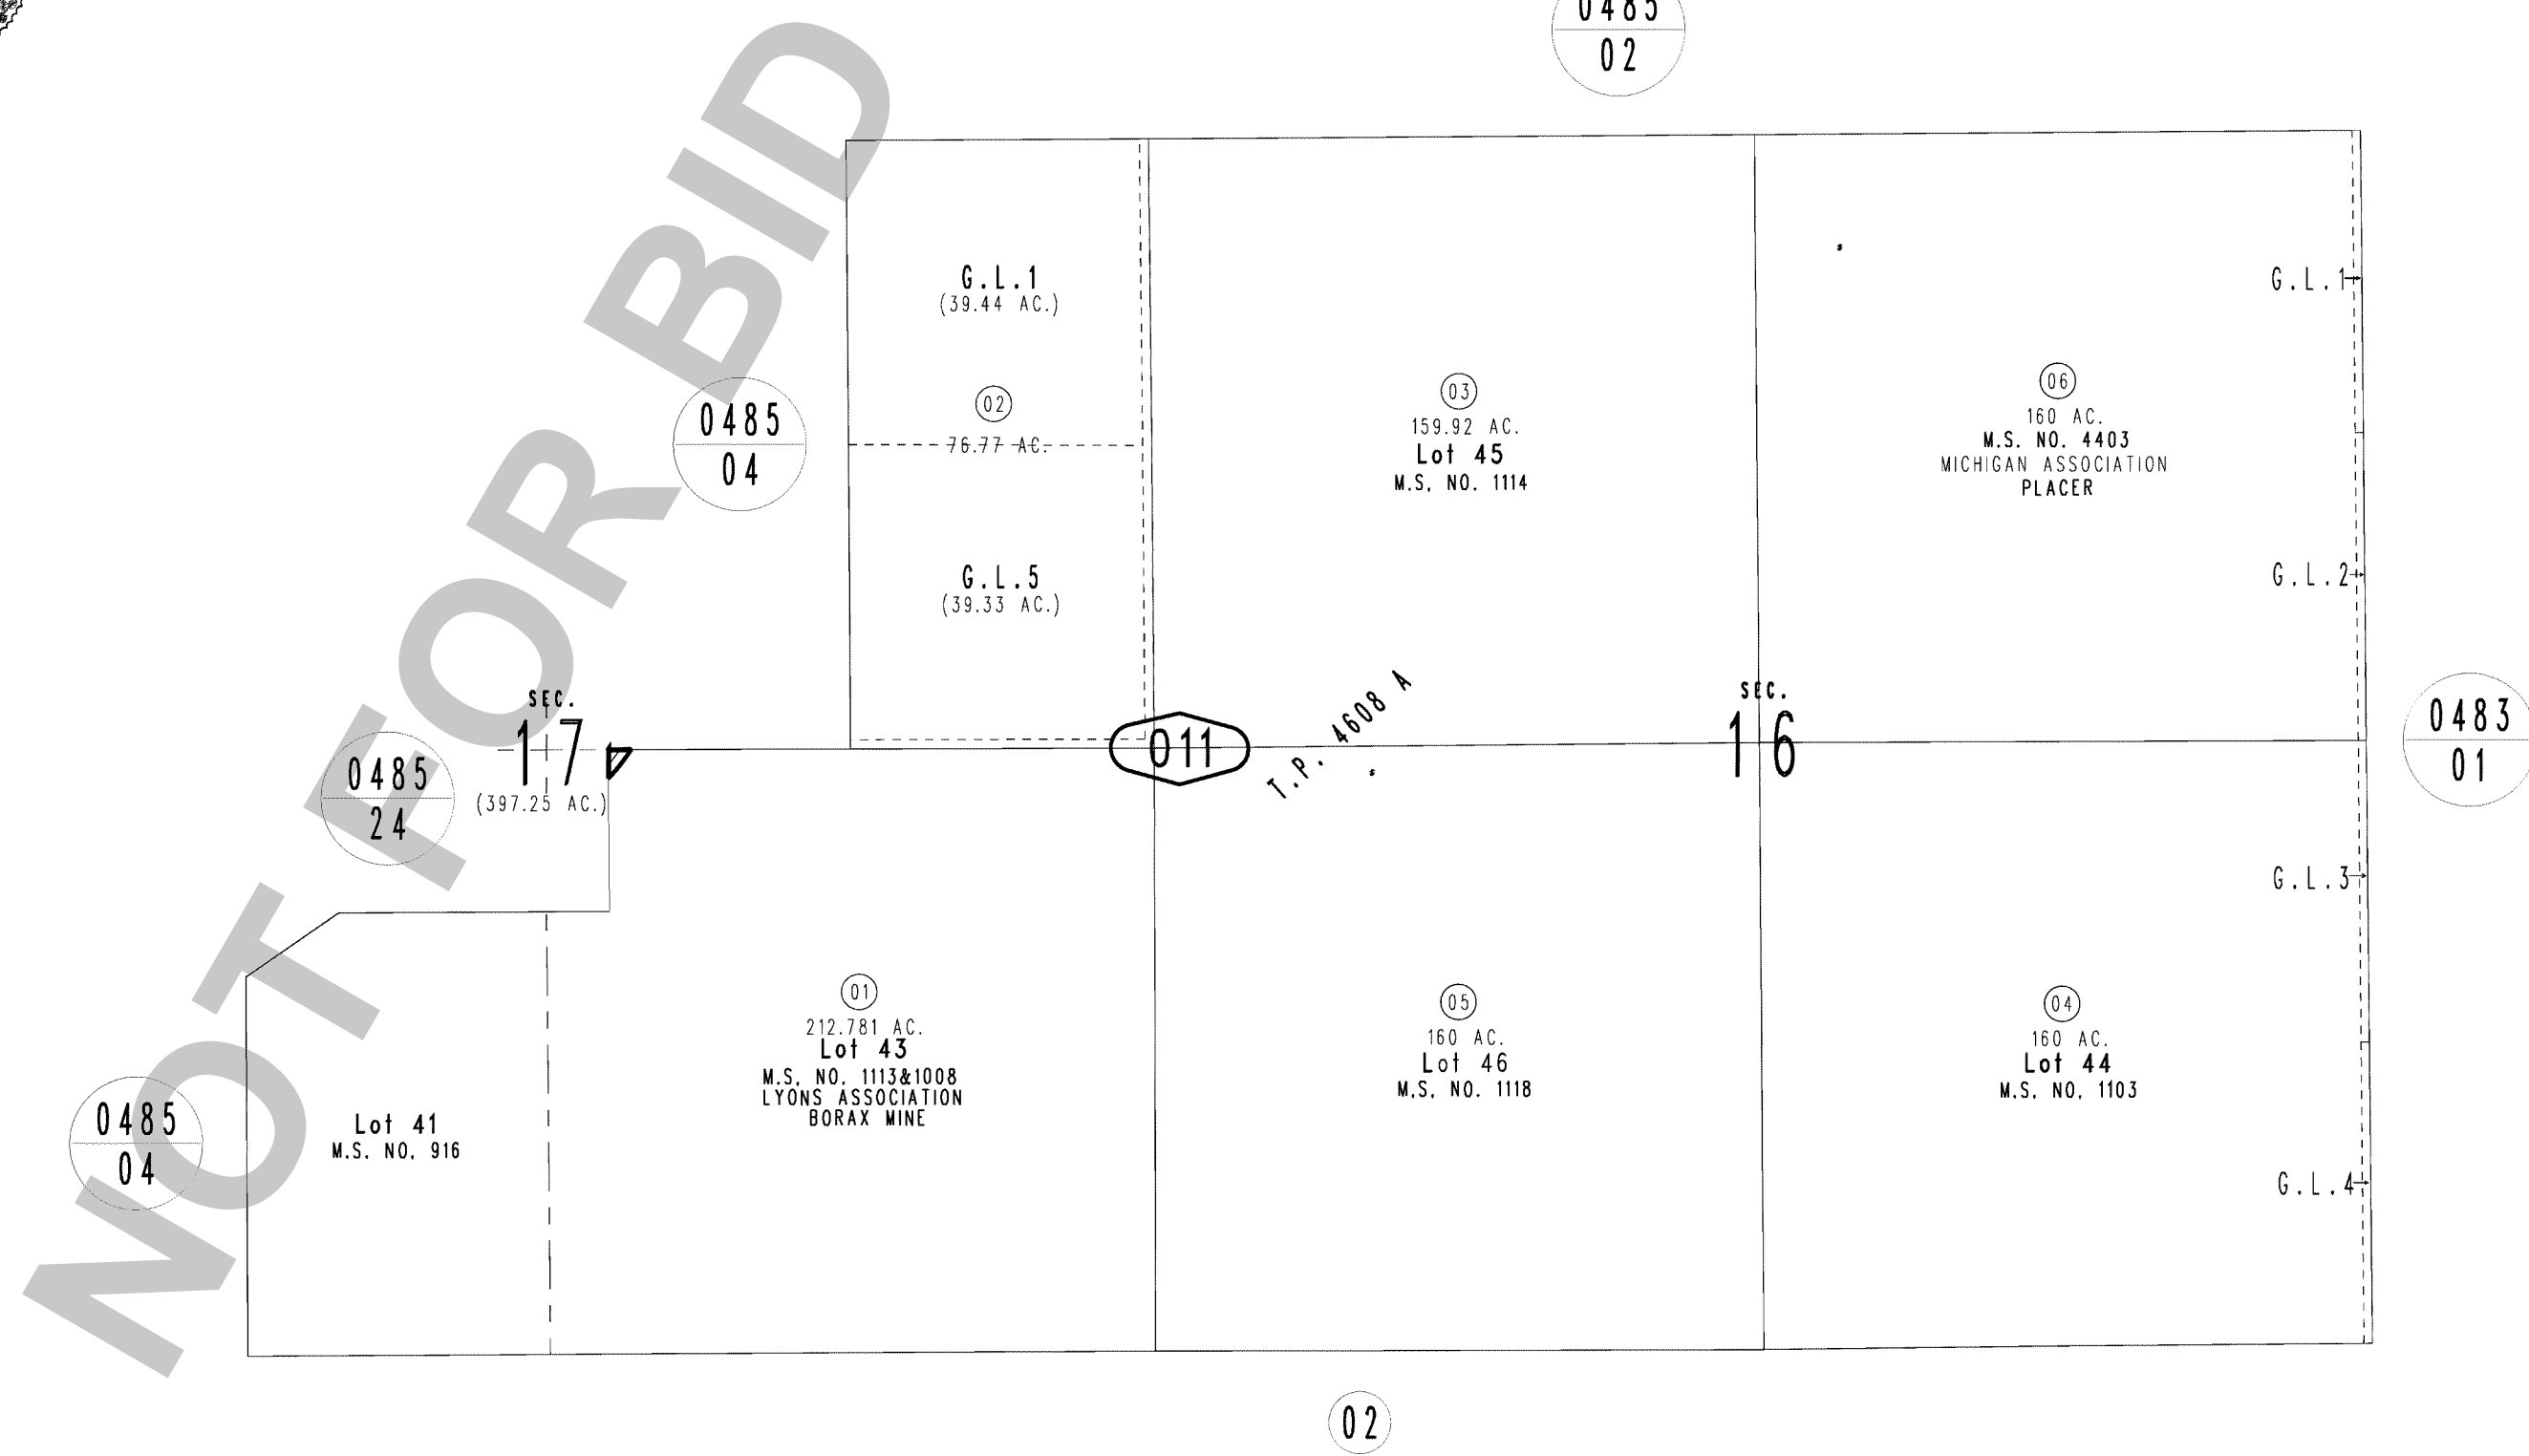 0485
02
NOT FOR BID
G.L.1
(39.44 AC.)
02
76.77 AC.
G.L.5
(39.33 AC.)
0485
04
03
159.92 AC.
Lot 45
M.S. NO. 1114
06
160 AC.
M.S. NO. 4403
MICHIGAN ASSOCIATION
PLACER
G.L.1
G.L.2
SEC.
17
(397.25 AC.)
0485
24
011
T.P. 4608 A
SEC.
16
0483
01
G.L.3
01
212.781 AC.
Lot 43
M.S. NO. 1113&1008
LYONS ASSOCIATION
BORAX MINE
05
160 AC.
Lot 46
M.S. NO. 1118
04
160 AC.
Lot 44
M.S. NO. 1103
0485
04
Lot 41
M.S. NO. 916
G.L.4
02